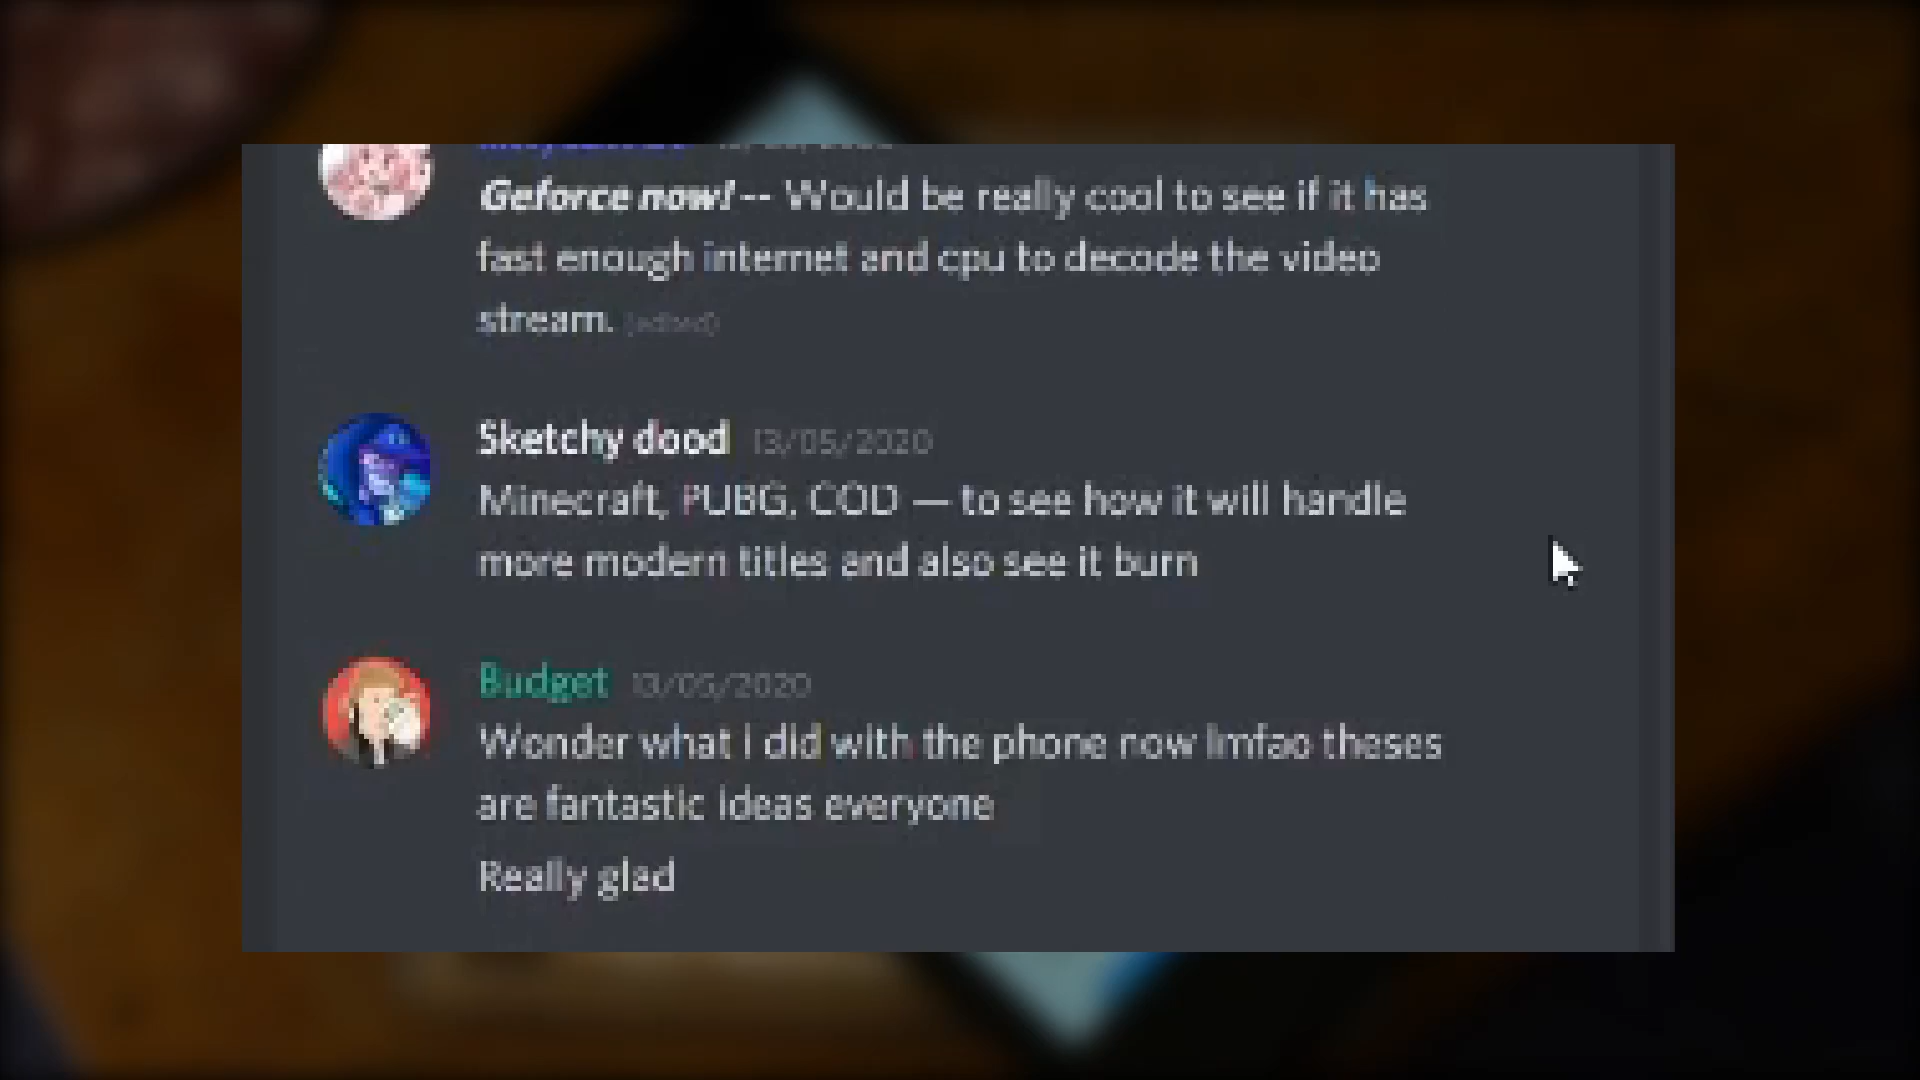 Geforce now! -- Would be really cool to see if it has
fast enough internet and cpu to decode the video
stream. (edited)
Sketchy dood 13/05/2020
Minecraft, PUBG, COD — to see how it will handle
more modern titles and also see it burn
Budget 13/05/2020
Wonder what i did with the phone now lmfao theses
are fantastic ideas everyone
Really glad